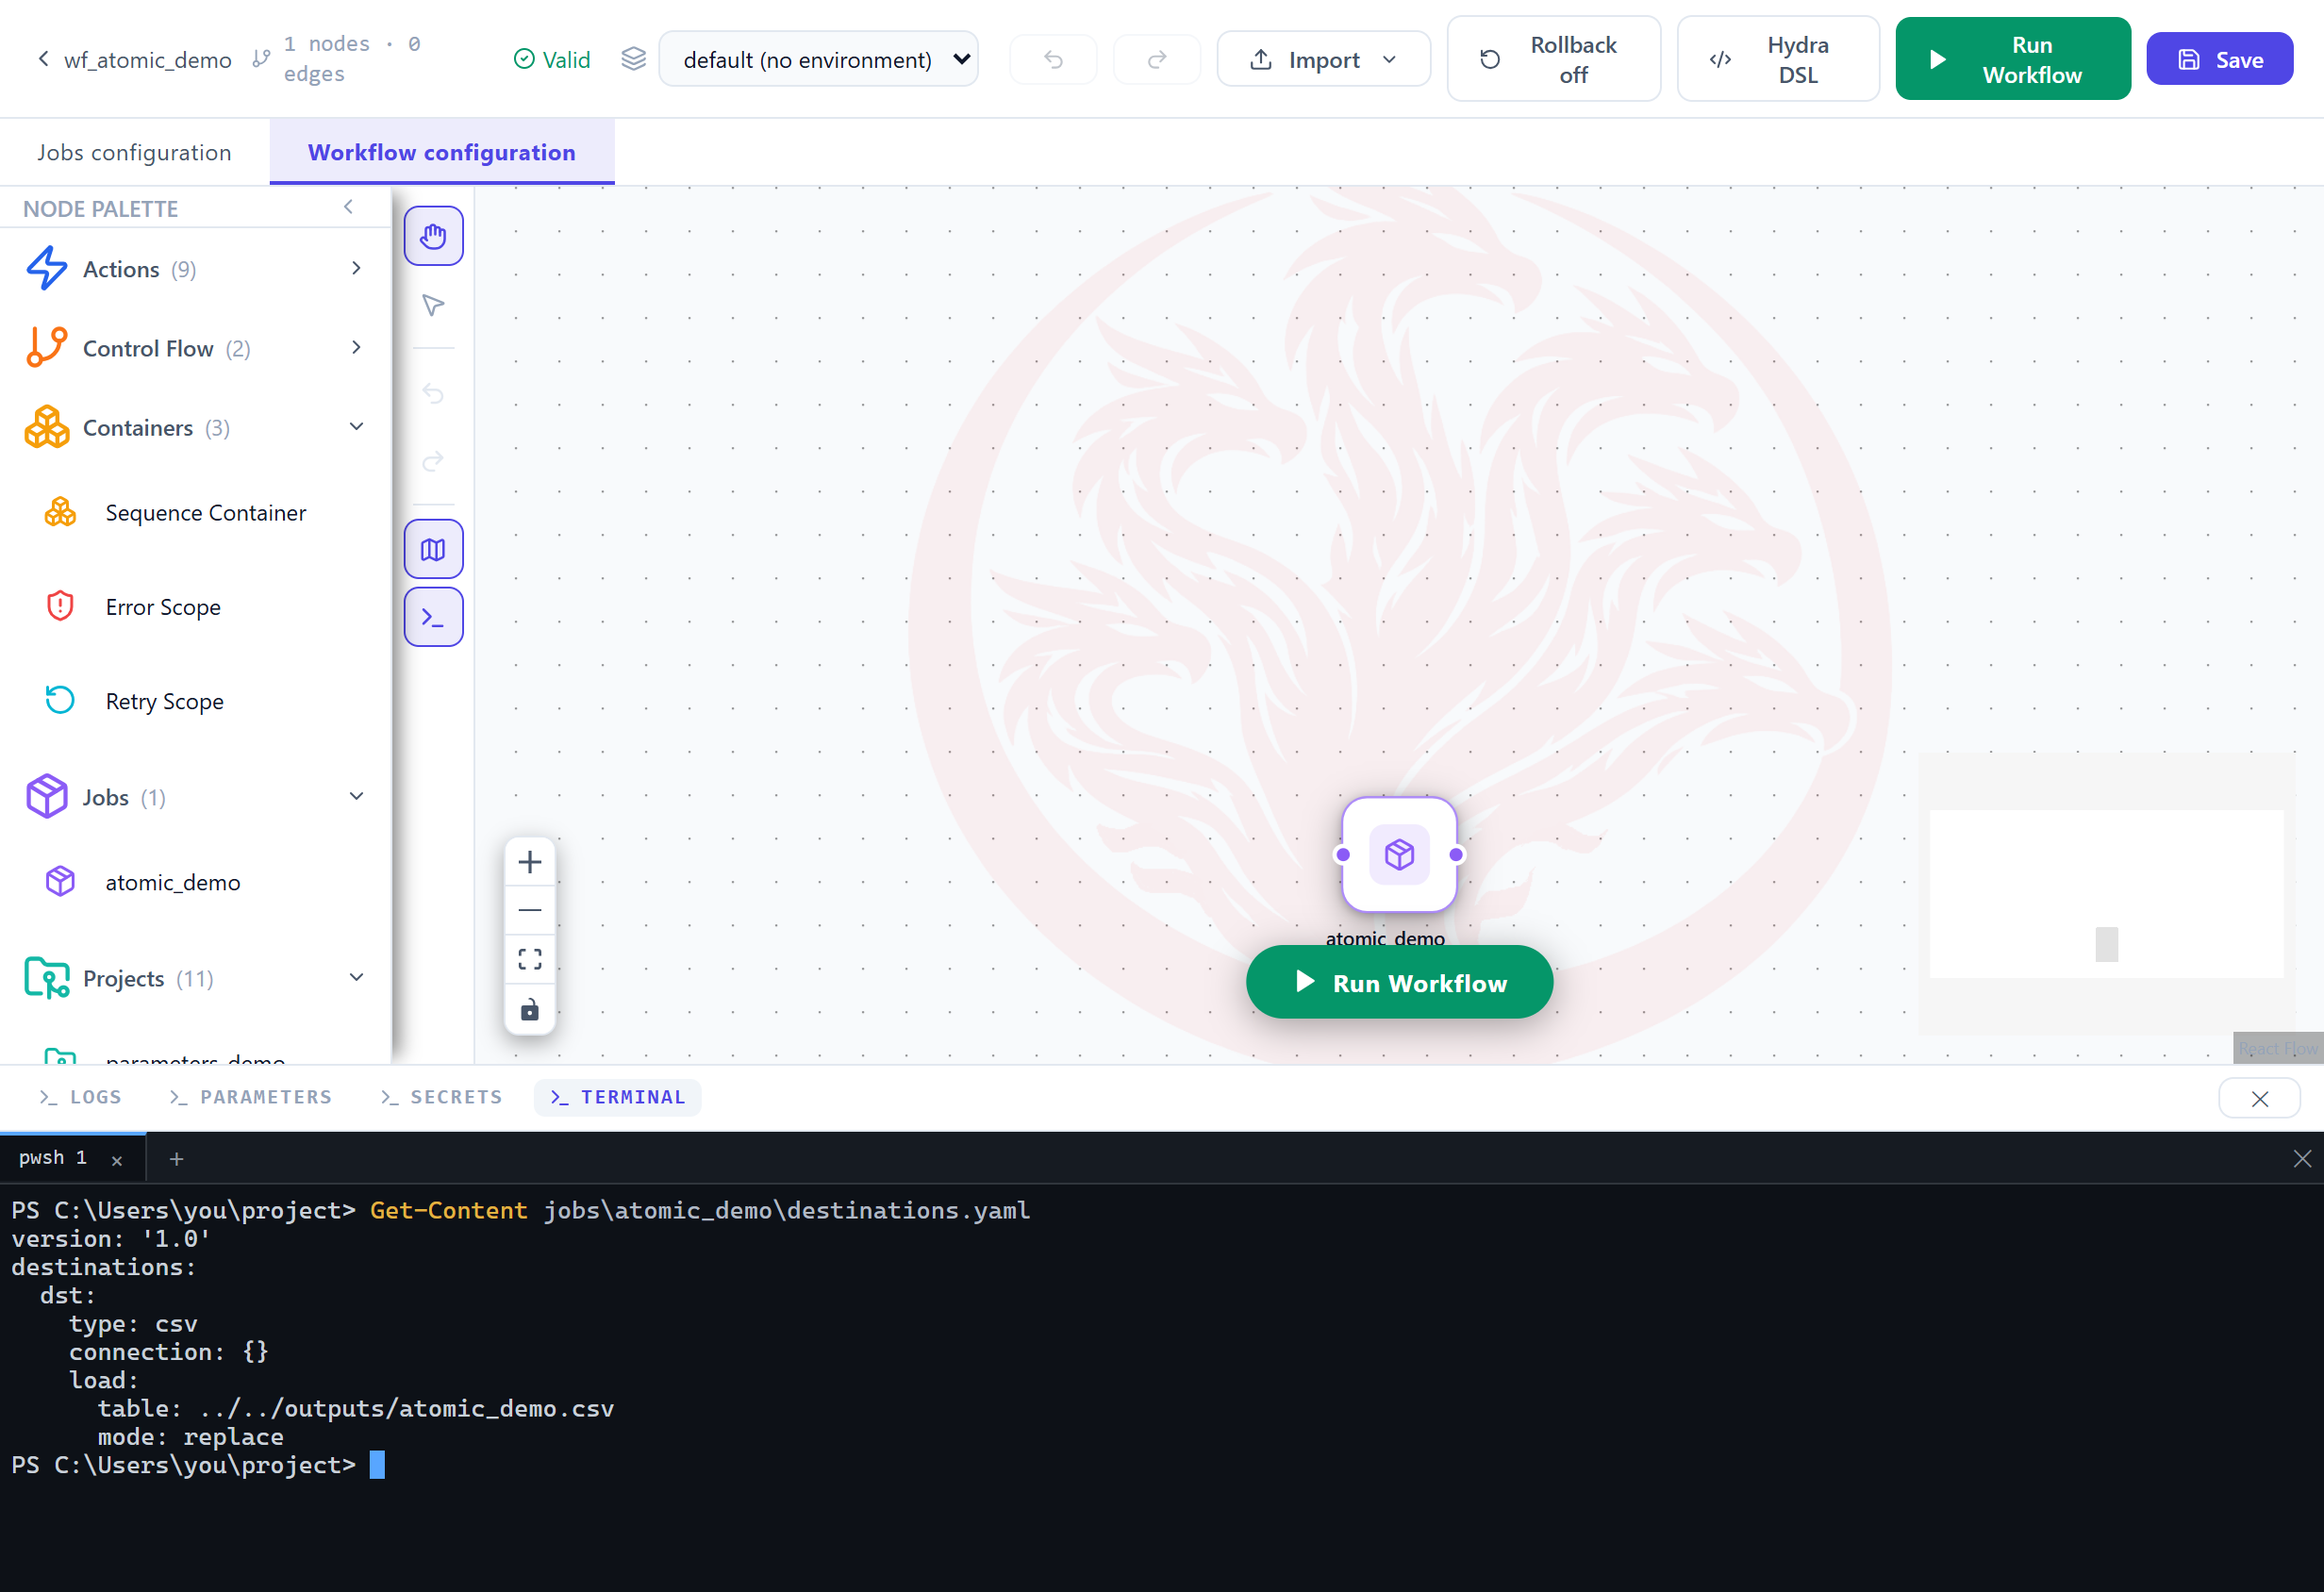 wf_atomic_demo
1 nodes · 0
edges
Valid
default (no environment)
Import
Rollback
off
Hydra
DSL
Run
Workflow
Save
Jobs configuration
Workflow configuration
NODE PALETTE
Actions (9)
Control Flow (2)
Containers (3)
Sequence Container
Error Scope
Retry Scope
Jobs (1)
atomic_demo
Projects (11)
parameters_demo
atomic_demo
Run Workflow
React Flow
LOGS
PARAMETERS
SECRETS
TERMINAL
pwsh 1
PS C:\Users\you\project> Get-Content jobs\atomic_demo\destinations.yaml
version: '1.0'
destinations:
  dst:
    type: csv
    connection: {}
    load:
      table: ../../outputs/atomic_demo.csv
      mode: replace
PS C:\Users\you\project>